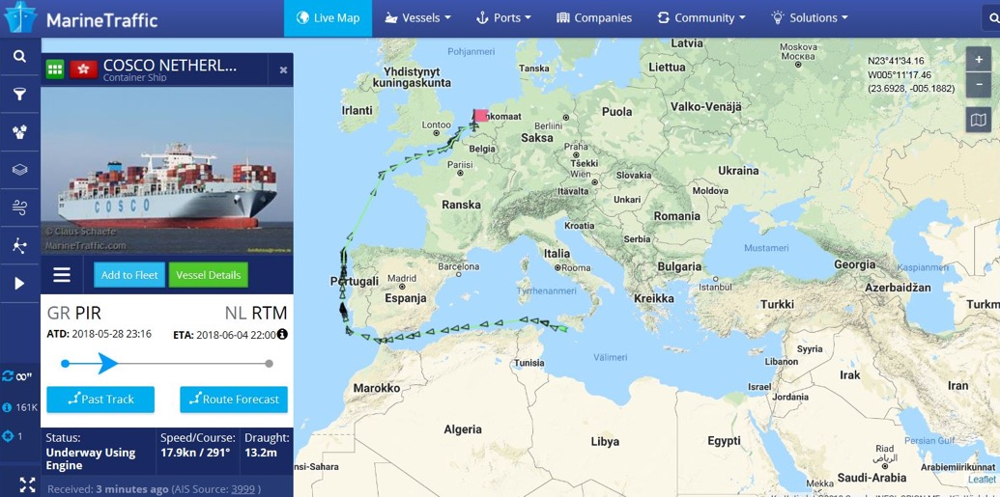 MarineTraffic
Live Map
Vessels
Ports
Companies
Community
Solutions
COSCO NETHERL...
Container Ship
COSCO
© Claus Schaefe
MarineTraffic.com
Add to Fleet
Vessel Details
GR PIR
NL RTM
ATD: 2018-05-28 23:16
ETA: 2018-06-04 22:00
Past Track
Route Forecast
Status:
Underway Using
Engine
Speed/Course:
17.9kn / 291°
Draught:
13.2m
Received: 3 minutes ago (AIS Source: 3999 )
∞"
161K
1
N23°41'34.16
W005°11'17.46
(23.6928, -005.1882)
+
−
Pohjanmeri
Latvia
Москва
Moskova
Yhdistynyt
kuningaskunta
Tanska
Liettua
Irlanti
nkomaat
Puola
Valko-Venäjä
Lontoo
Berliini
Saksa
Belgia
Praha
Pariisi
Tšekki
Wien
Slovakia
Ukraina
Itävalta
Moldova
Unkari
Ranska
Romania
Kroatia
Serbia
Mustameri
Italia
Georgia
Kaspianmeri
Barcelona
Rooma
Bulgaria
Portugali
Madrid
Espanja
Istanbul
Azerbaidžan
Tyrrhenanmeri
Kreikka
Turkki
Turkm
Välimeri
Tunisia
Syyria
Libanon
Marokko
Israel
Irak
Iran
Jordania
Algeria
Libya
Egypti
Persian Gulf
nsi-Sahara
Riad
الرياض
Arabiemiirikunnat
Saudi-Arabia
Mekka
Leaflet